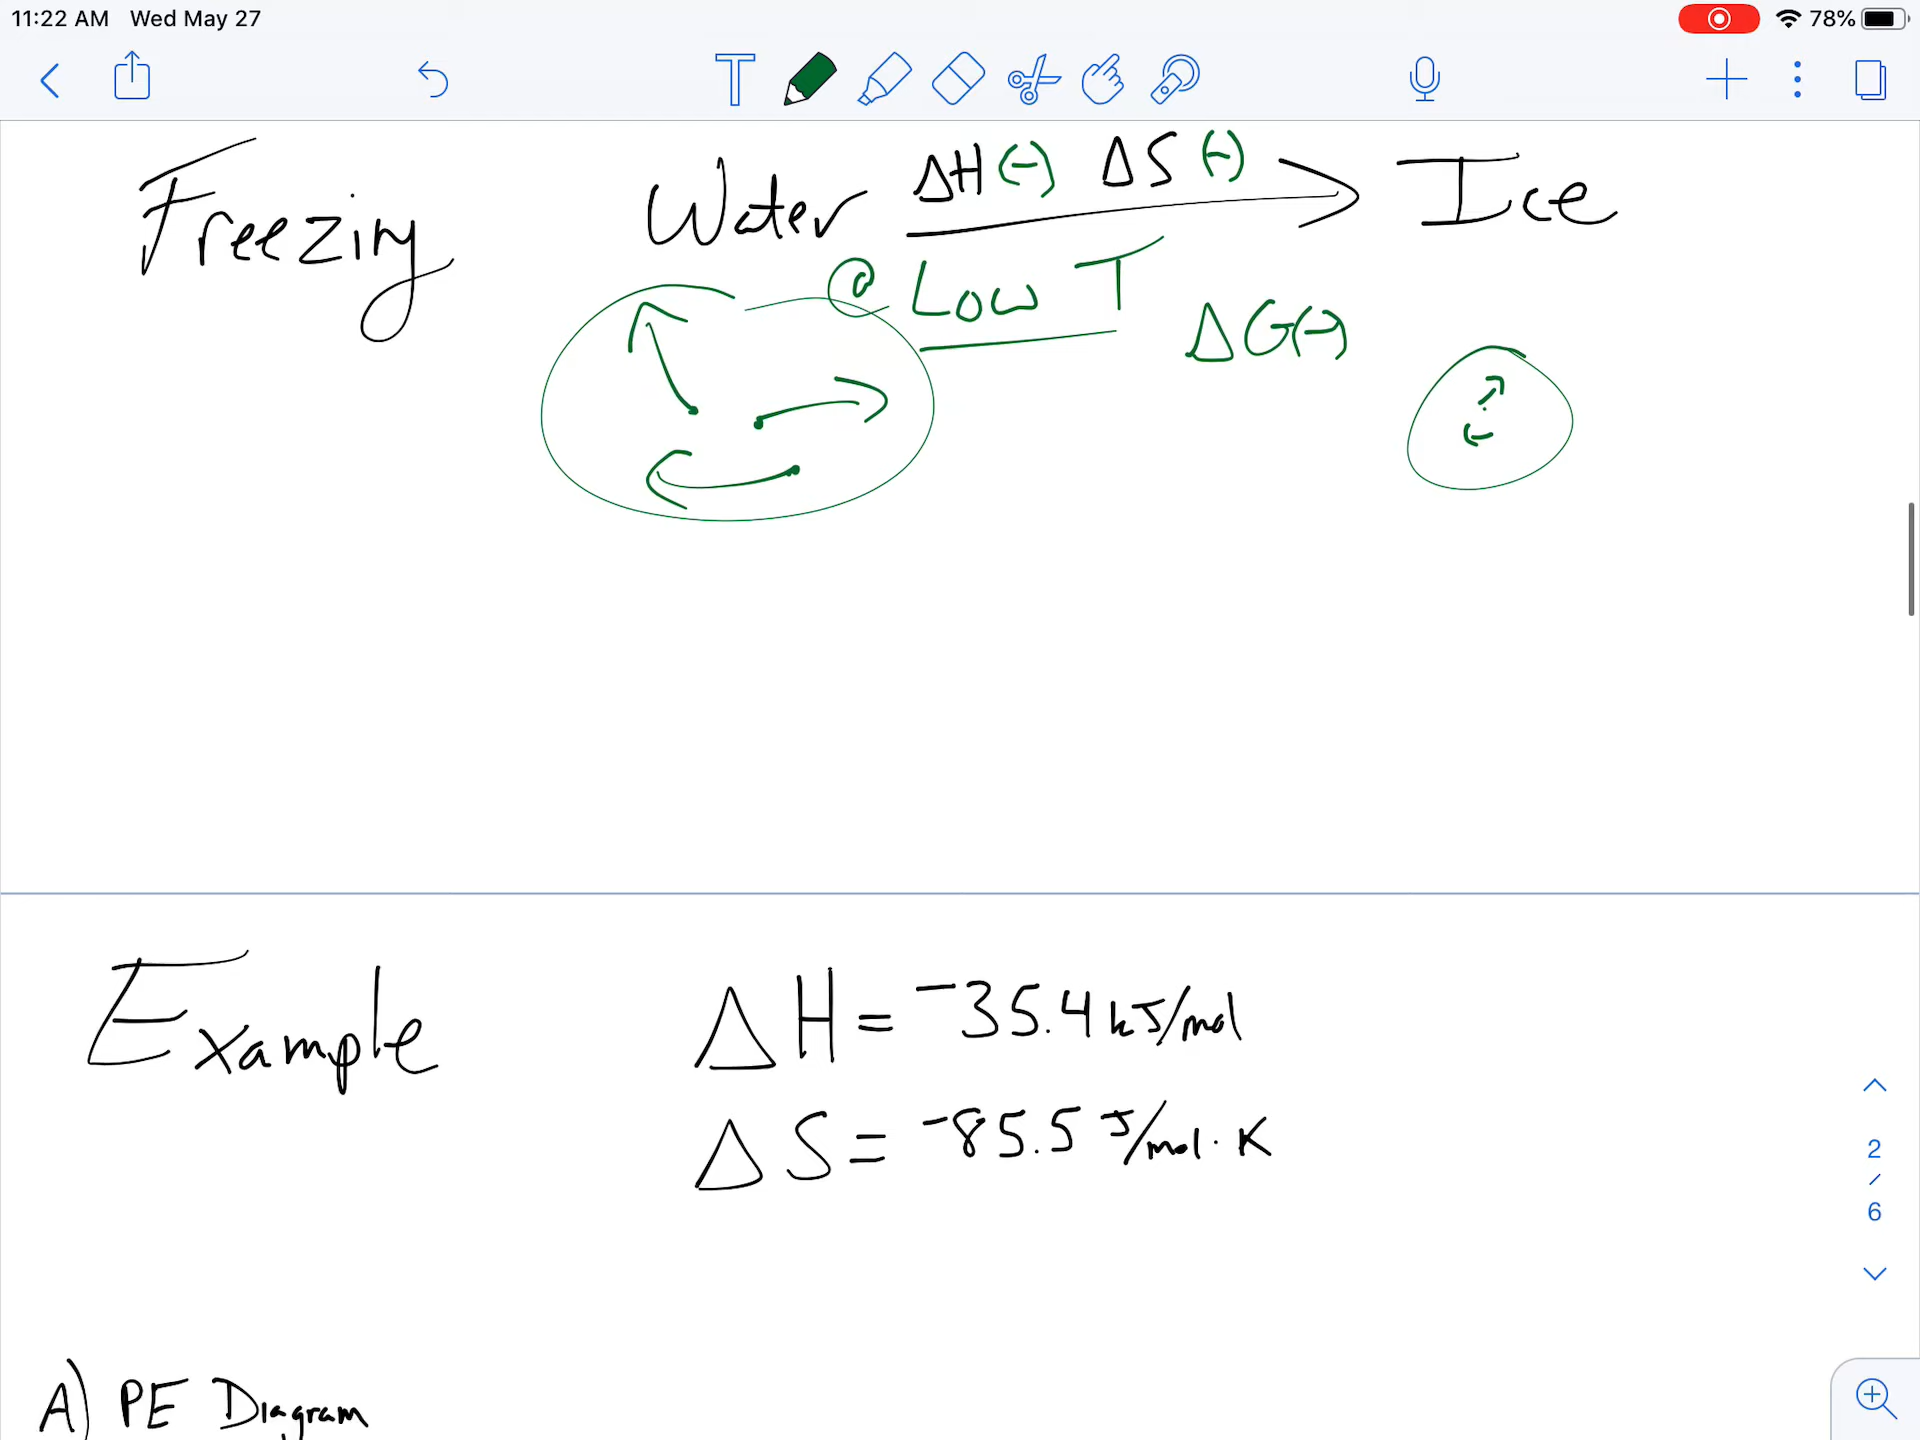 11:22 AM Wed May 27
78%
Freezing Water ΔH (-) ΔS (-) Ice
@ Low T
ΔG(-)
Example ΔH = -35.4 kJ/mol
ΔS = -85.5 J/mol·K
2
/
6
A) PE Diagram